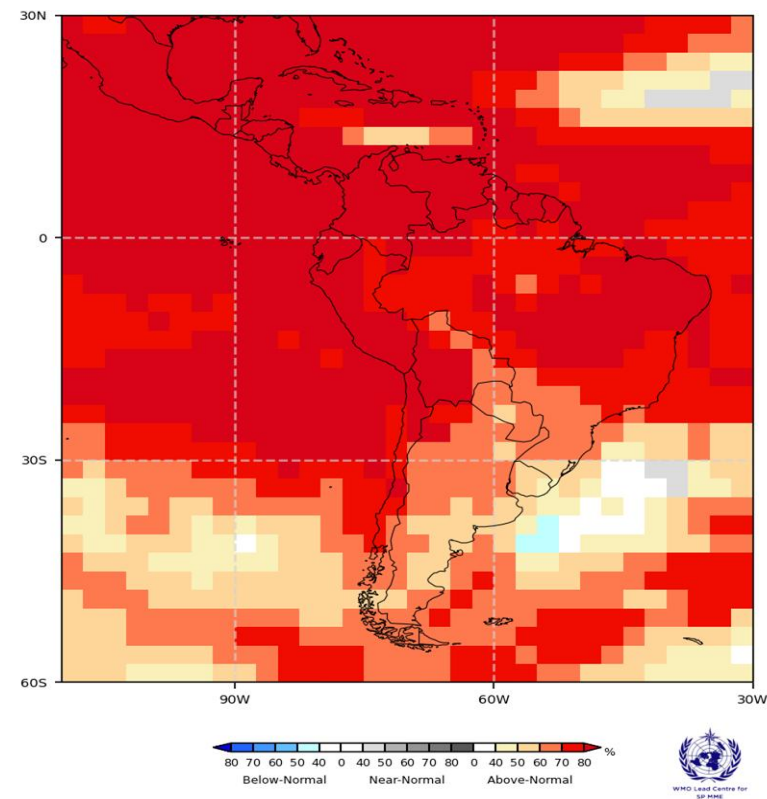 30N
0
30S
60S
90W
60W
30W
80 70 60 50 40 0 40 50 60 70 80 0 40 50 60 70 80 %
Below-Normal Near-Normal Above-Normal
WMO Lead Centre for
SP MME